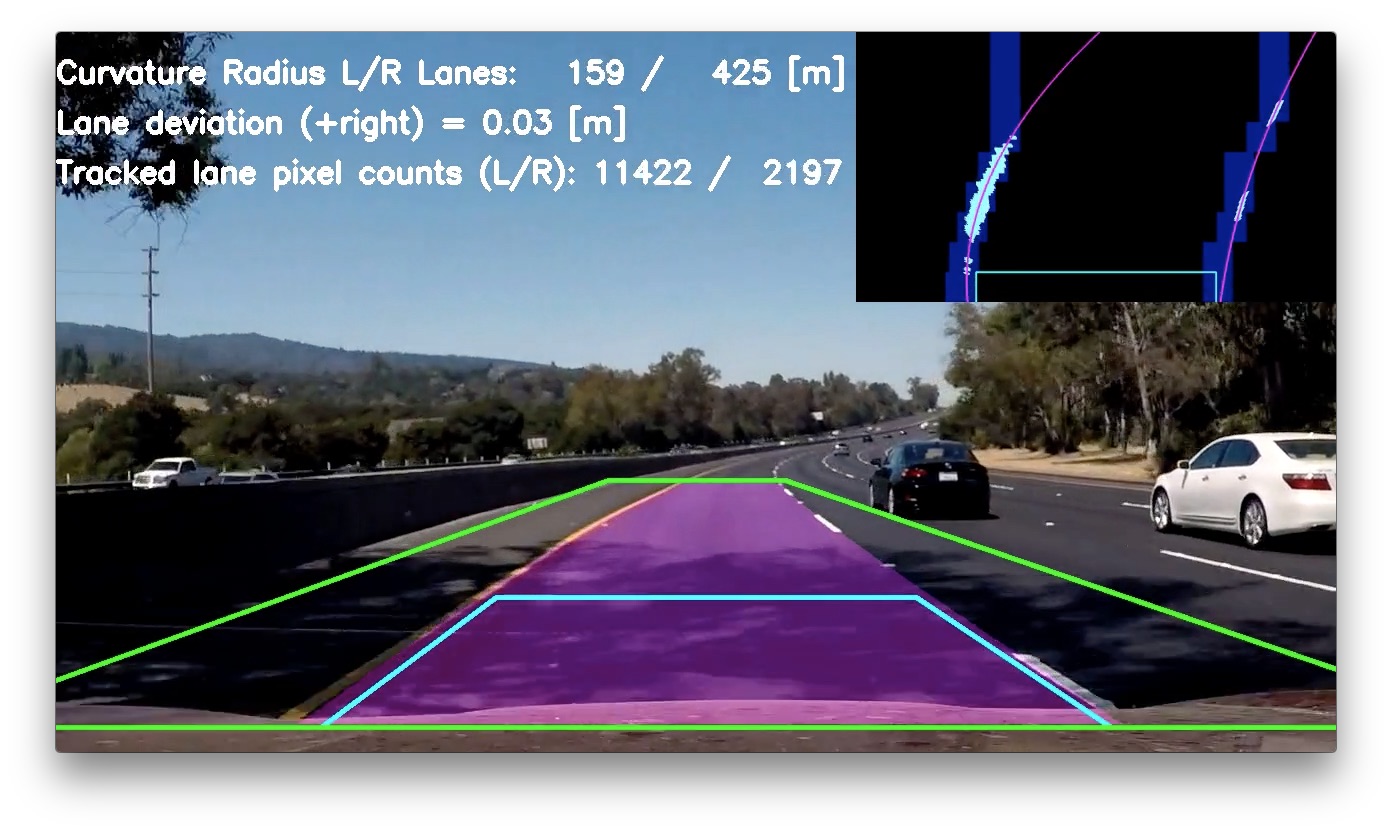 Curvature Radius L/R Lanes: 159 / 425 [m]
Lane deviation (+right) = 0.03 [m]
Tracked lane pixel counts (L/R): 11422 / 2197